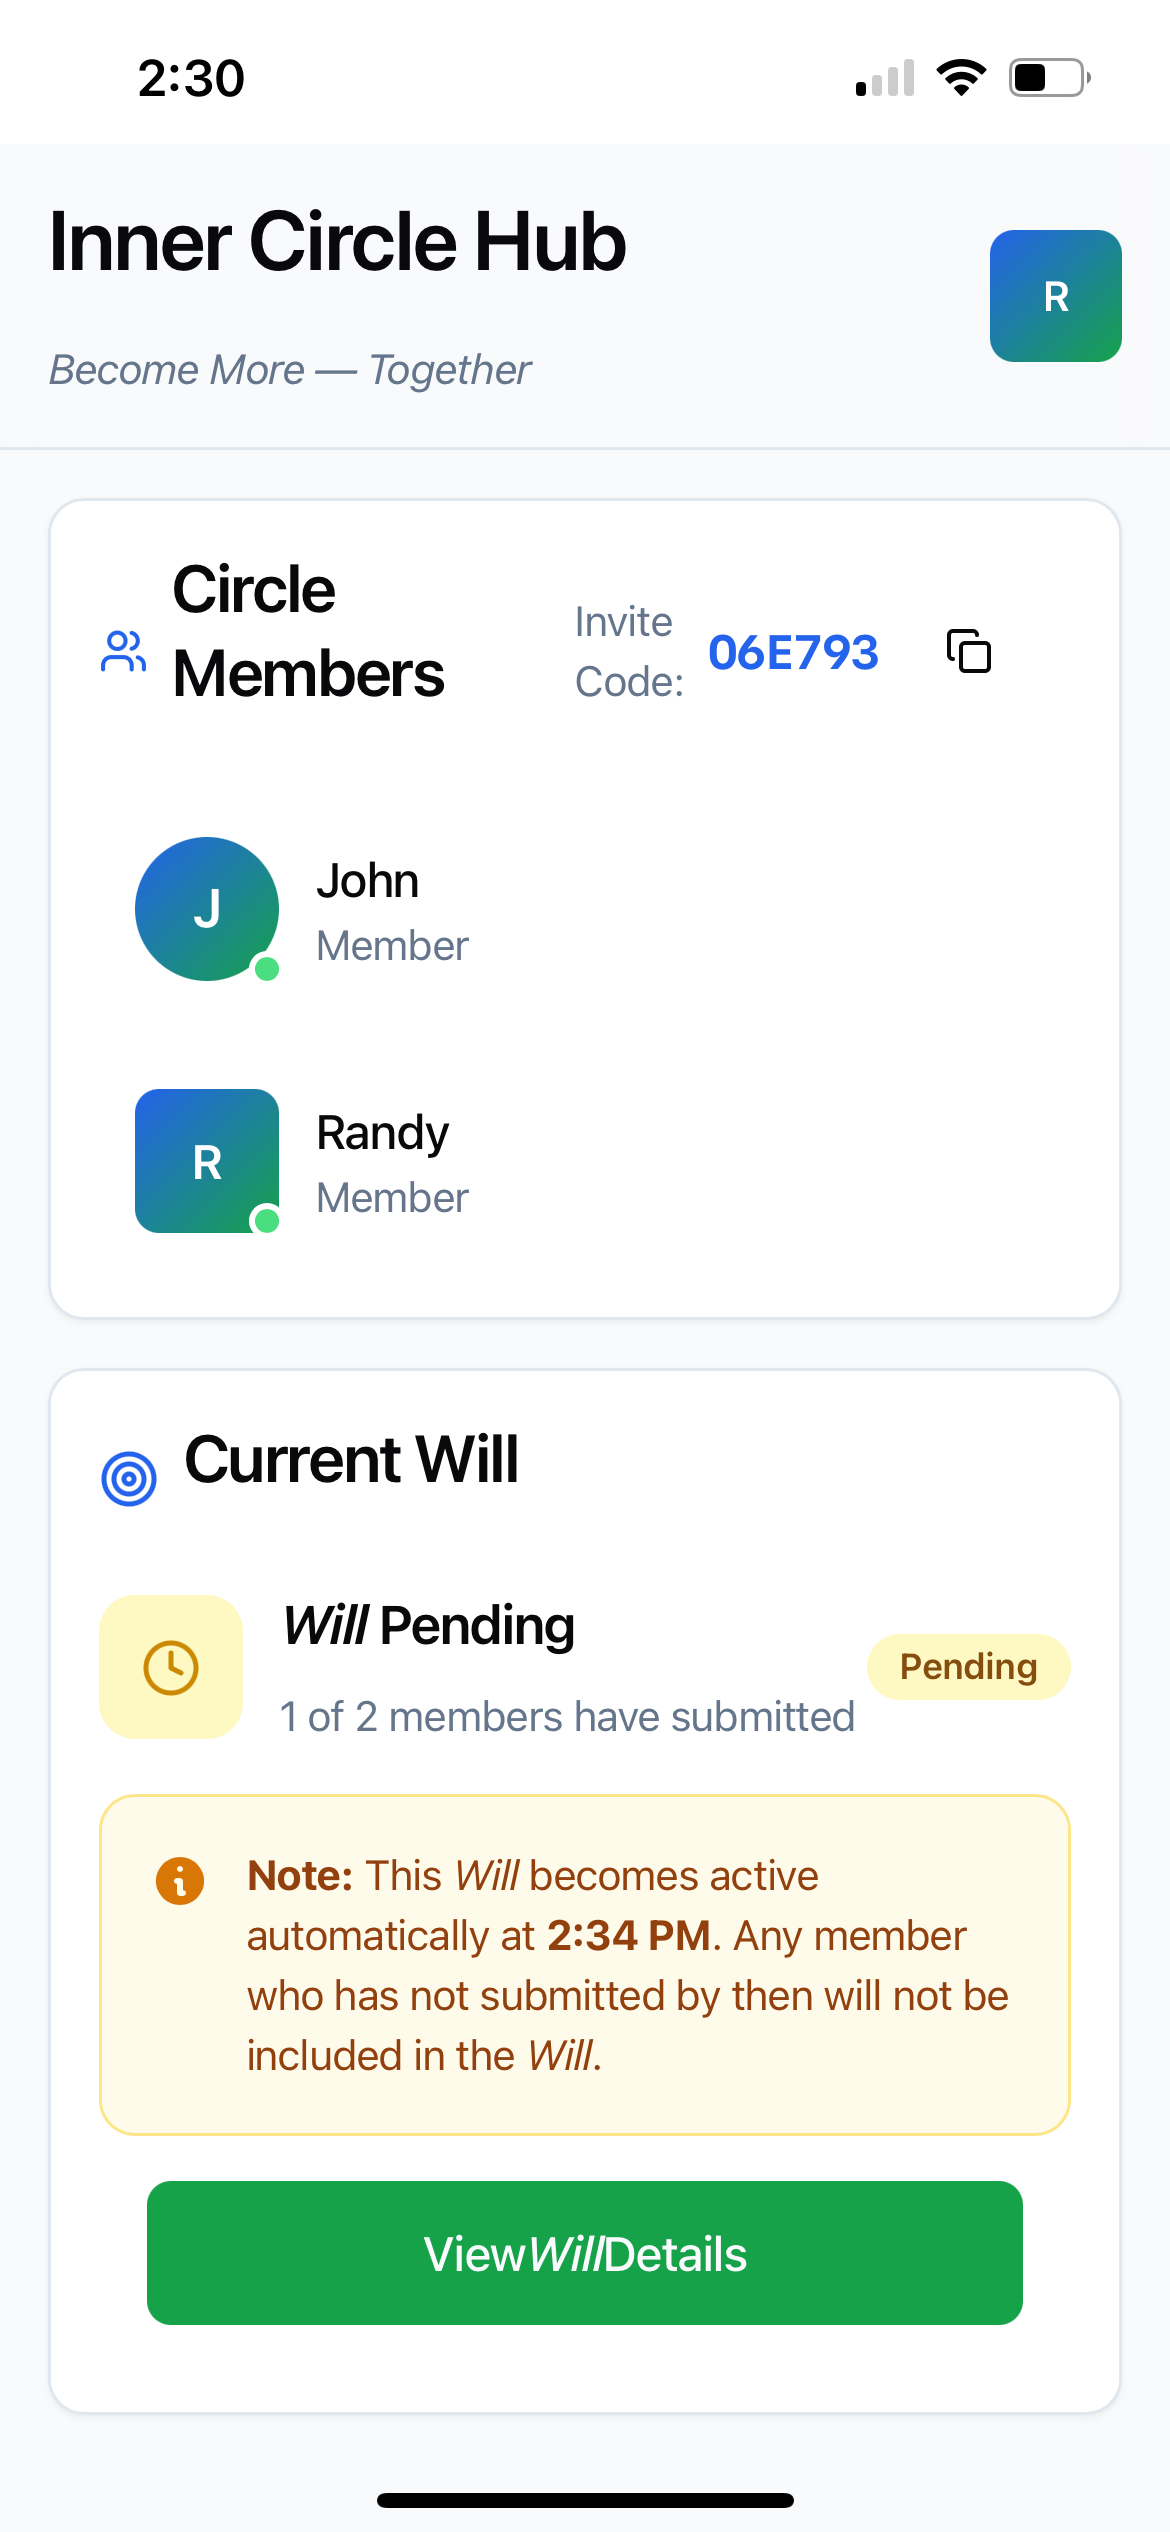 2:30
Inner Circle Hub
R
Become More — Together
Circle
Members
Invite
Code:
06E793
J
John
Member
R
Randy
Member
Current Will
Will Pending
Pending
1 of 2 members have submitted
Note: This Will becomes active
automatically at 2:34 PM. Any member
who has not submitted by then will not be
included in the Will.
ViewWillDetails